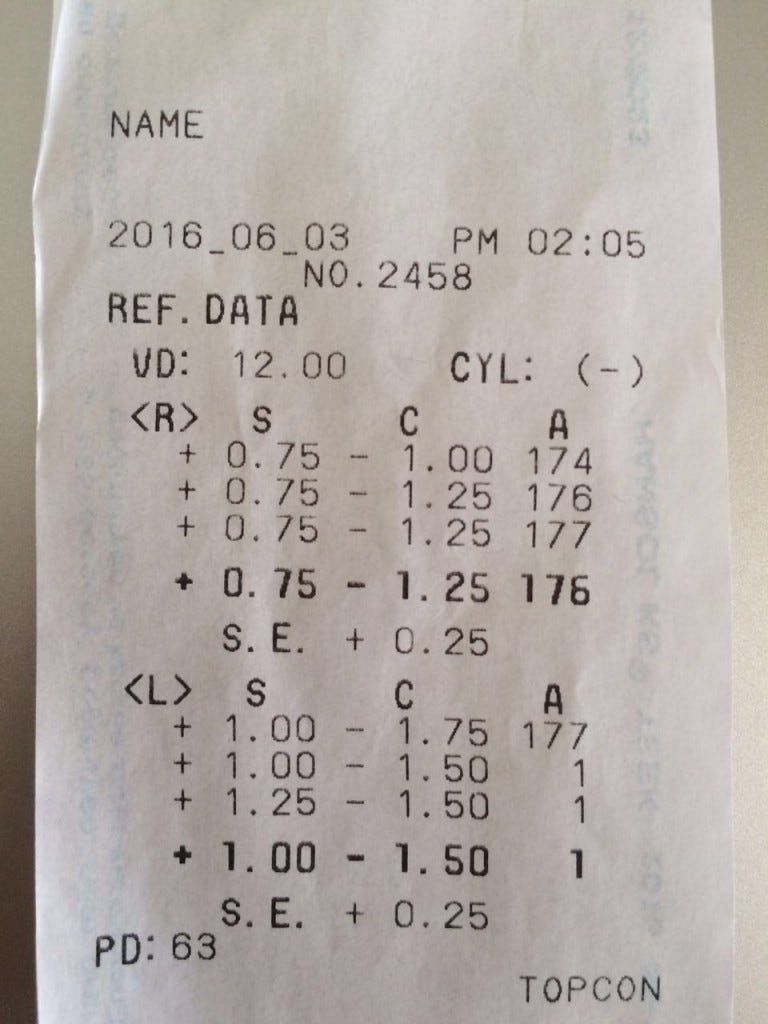 NAME
2016_06_03 PM 02:05
NO.2458
REF.DATA
VD: 12.00 CYL: (-)
<R> S C A
+ 0.75 - 1.00 174
+ 0.75 - 1.25 176
+ 0.75 - 1.25 177
+ 0.75 - 1.25 176
S.E. + 0.25
<L> S C A
+ 1.00 - 1.75 177
+ 1.00 - 1.50 1
+ 1.25 - 1.50 1
+ 1.00 - 1.50 1
S.E. + 0.25
PD: 63
TOPCON